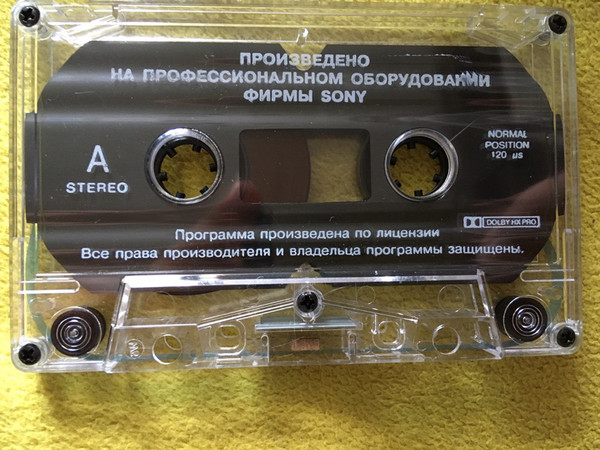 ПРОИЗВЕДЕНО
НА ПРОФЕССИОНАЛЬНОМ ОБОРУДОВАНИИ
ФИРМЫ SONY
A
STEREO
NORMAL
POSITION
120 μs
DOLBY HX PRO
Программа произведена по лицензии
Все права производителя и владельца программы защищены.